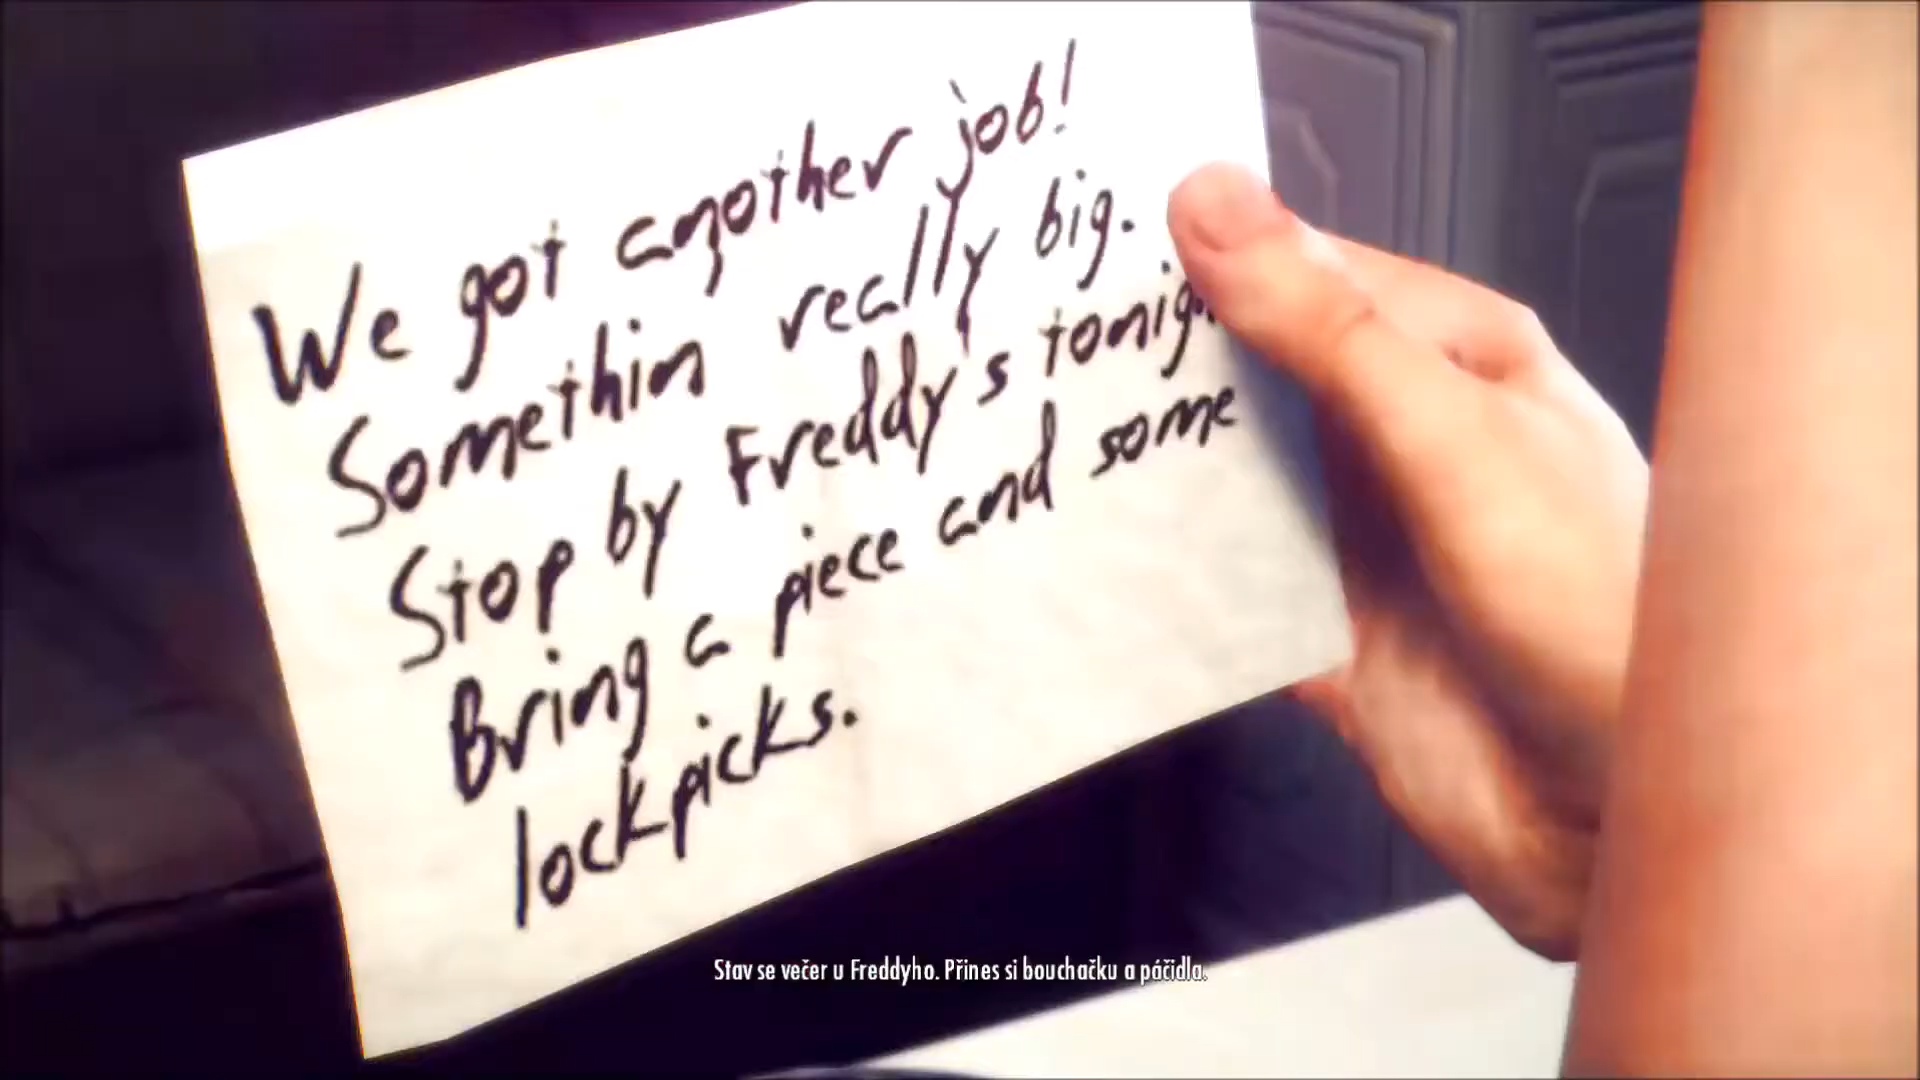 We got another job!
Somethin really big.
Stop by Freddy's
Bring a piece and some
lockpicks.
Stav se večer u Freddyho. Přines si bouchačku a páčidla.